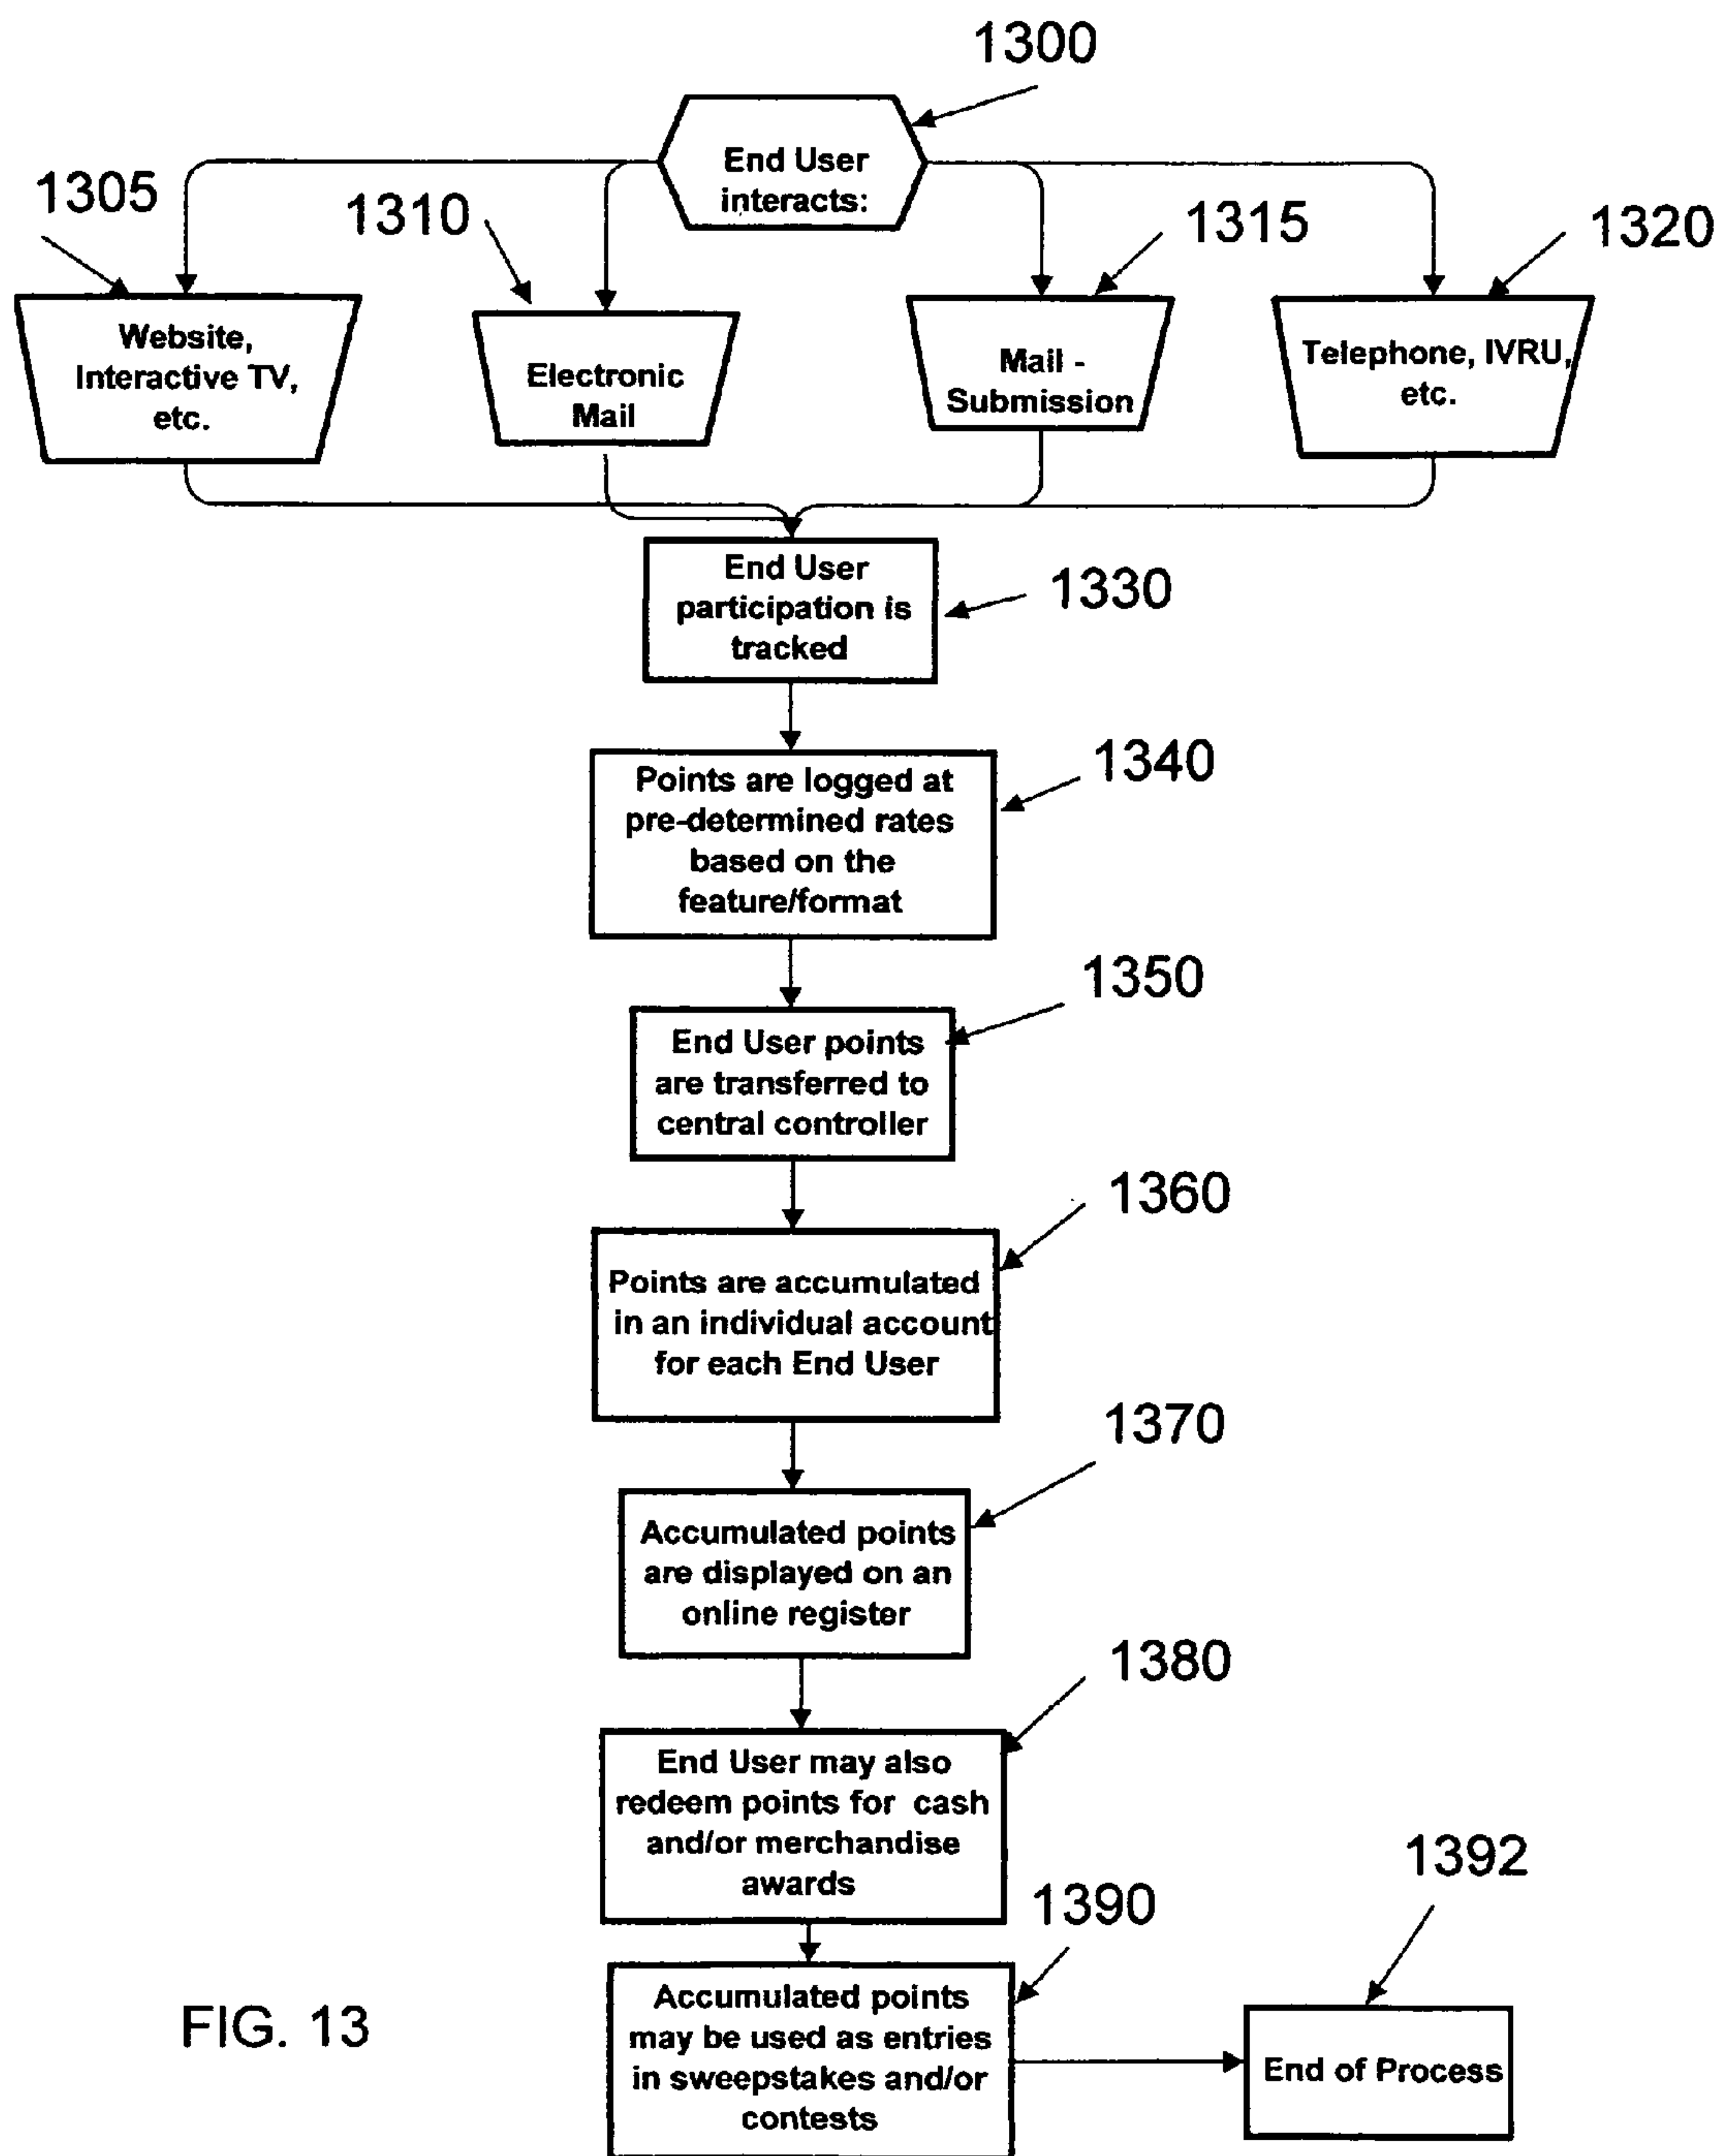 1300
End User
interacts:
1305
1310
1315
1320
Website,
Interactive TV,
etc.
Electronic
Mail
Mail -
Submission
Telephone, IVRU,
etc.
End User
participation is
tracked
1330
Points are logged at
pre-determined rates
based on the
feature/format
1340
End User points
are transferred to
central controller
1350
Points are accumulated
in an individual account
for each End User
1360
Accumulated points
are displayed on an
online register
1370
End User may also
redeem points for cash
and/or merchandise
awards
1380
Accumulated points
may be used as entries
in sweepstakes and/or
contests
1390
1392
End of Process
FIG. 13